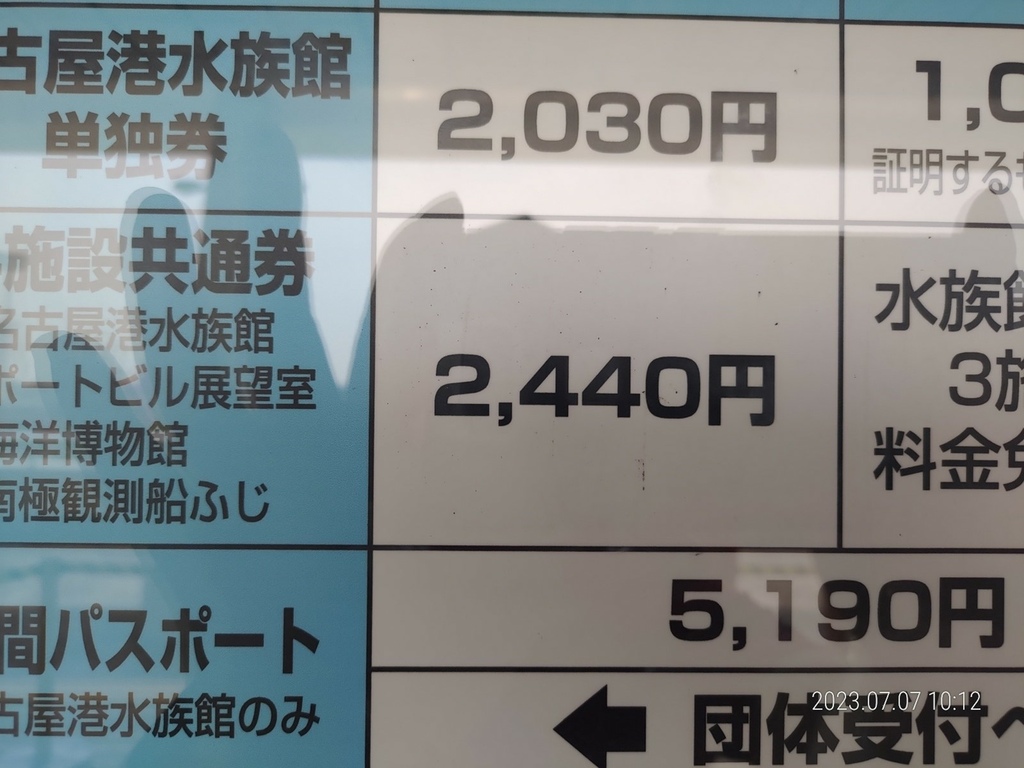 古屋港水族館
単独券
2,030円
1,0
証明する
施設共通券
名古屋港水族館
ポートビル展望室
海洋博物館
南極観測船ふじ
2,440円
水族館
3施
料金免
間パスポート
古屋港水族館のみ
5,190円
団体受付へ
2023.07.07 10:12